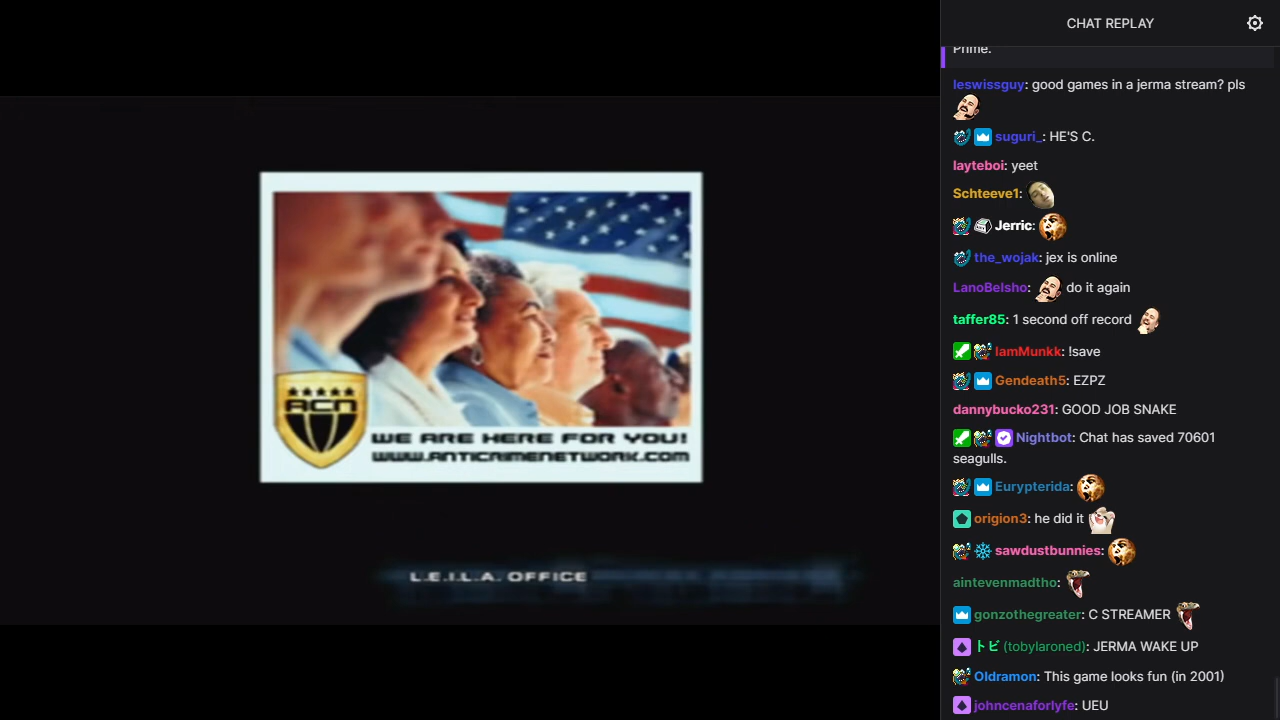 CHAT REPLAY
Prime.
leswissguy: good games in a jerma stream? pls
suguri_: HE'S C.
layteboi: yeet
Schteeve1:
Jerric:
the_wojak: jex is online
LanoBelsho: do it again
taffer85: 1 second off record
IamMunkk: !save
Gendeath5: EZPZ
dannybucko231: GOOD JOB SNAKE
Nightbot: Chat has saved 70601
seagulls.
Eurypterida:
origion3: he did it
sawdustbunnies:
aintevenmadtho:
gonzothegreater: C STREAMER
トビ (tobylaroned): JERMA WAKE UP
Oldramon: This game looks fun (in 2001)
johncenaforlyfe: UEU
ACN
WE ARE HERE FOR YOU!
WWW.ANTICRIMENETWORK.COM
L.E.I.L.A. OFFICE